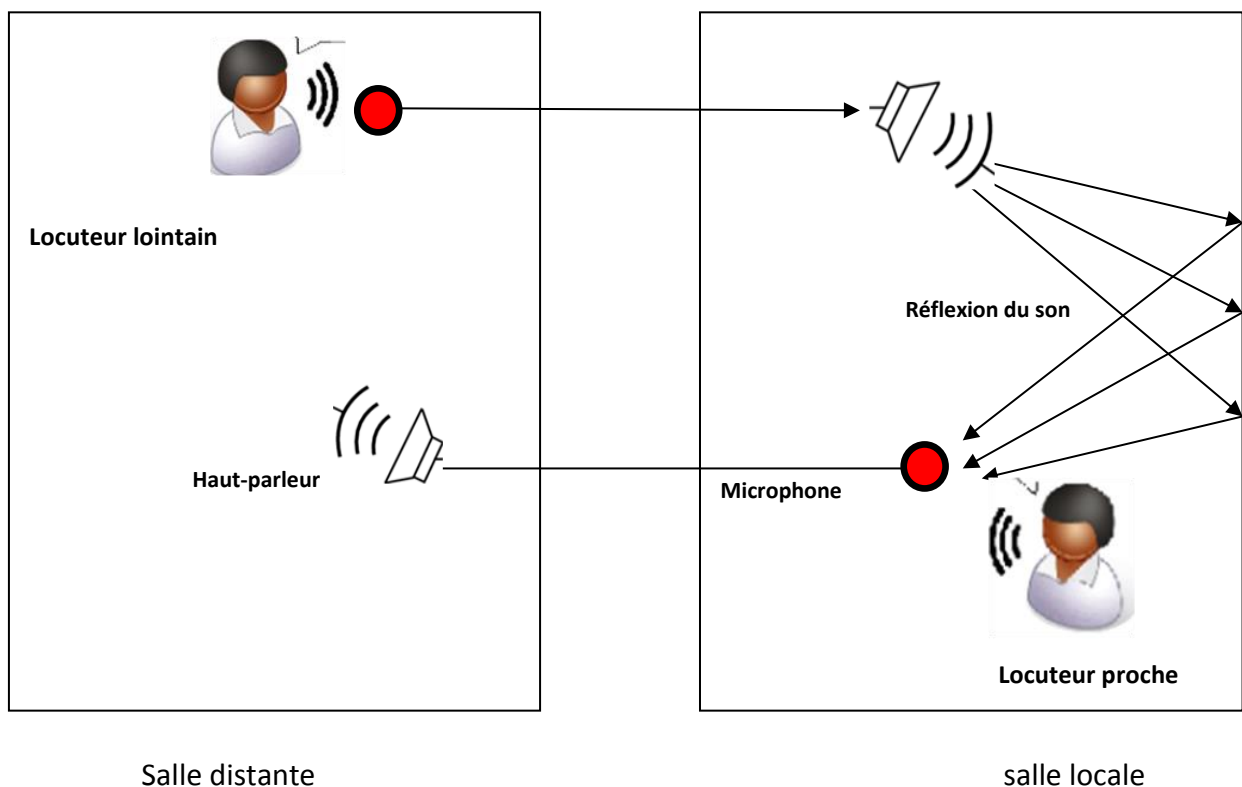 Locuteur lointain
Réflexion du son
Haut-parleur
Microphone
Locuteur proche
Salle distante
salle locale